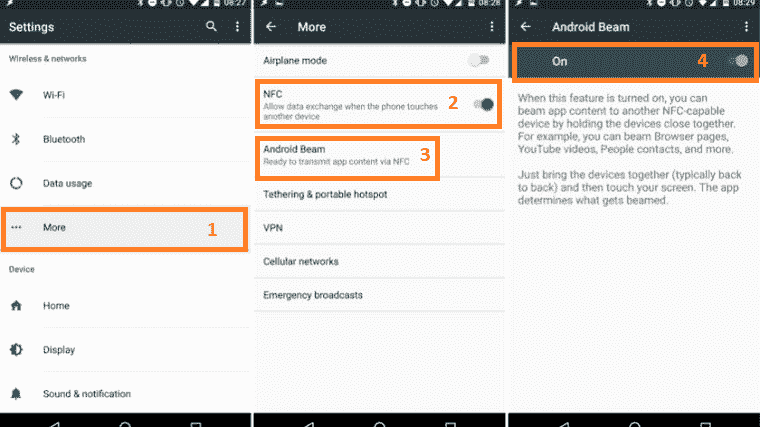 08:27
Settings
Wireless & networks
Wi-Fi
Bluetooth
Data usage
More
1
Device
Home
Display
Sound & notification
08:28
More
Airplane mode
NFC
Allow data exchange when the phone touches
another device
2
Android Beam
Ready to transmit app content via NFC
3
Tethering & portable hotspot
VPN
Cellular networks
Emergency broadcasts
08:29
Android Beam
On
4
When this feature is turned on, you can
beam app content to another NFC-capable
device by holding the devices close together.
For example, you can beam Browser pages,
YouTube videos, People contacts, and more.
Just bring the devices together (typically back
to back) and then touch your screen. The app
determines what gets beamed.